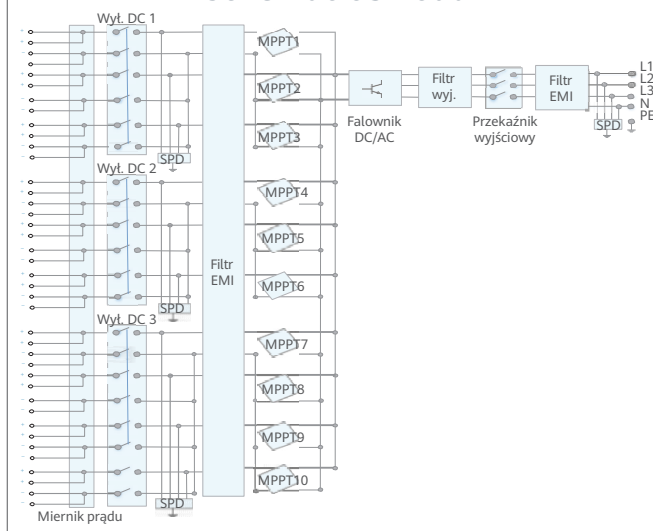 Wył. DC 1
MPPT1
MPPT2
MPPT3
SPD
Wył. DC 2
MPPT4
MPPT5
MPPT6
Filtr
EMI
SPD
Wył. DC 3
MPPT7
MPPT8
MPPT9
MPPT10
SPD
Miernik prądu
Falownik
DC/AC
Filtr
wyj.
Przekaźnik
wyjściowy
Filtr
EMI
L1
L2
L3
N
PE
SPD